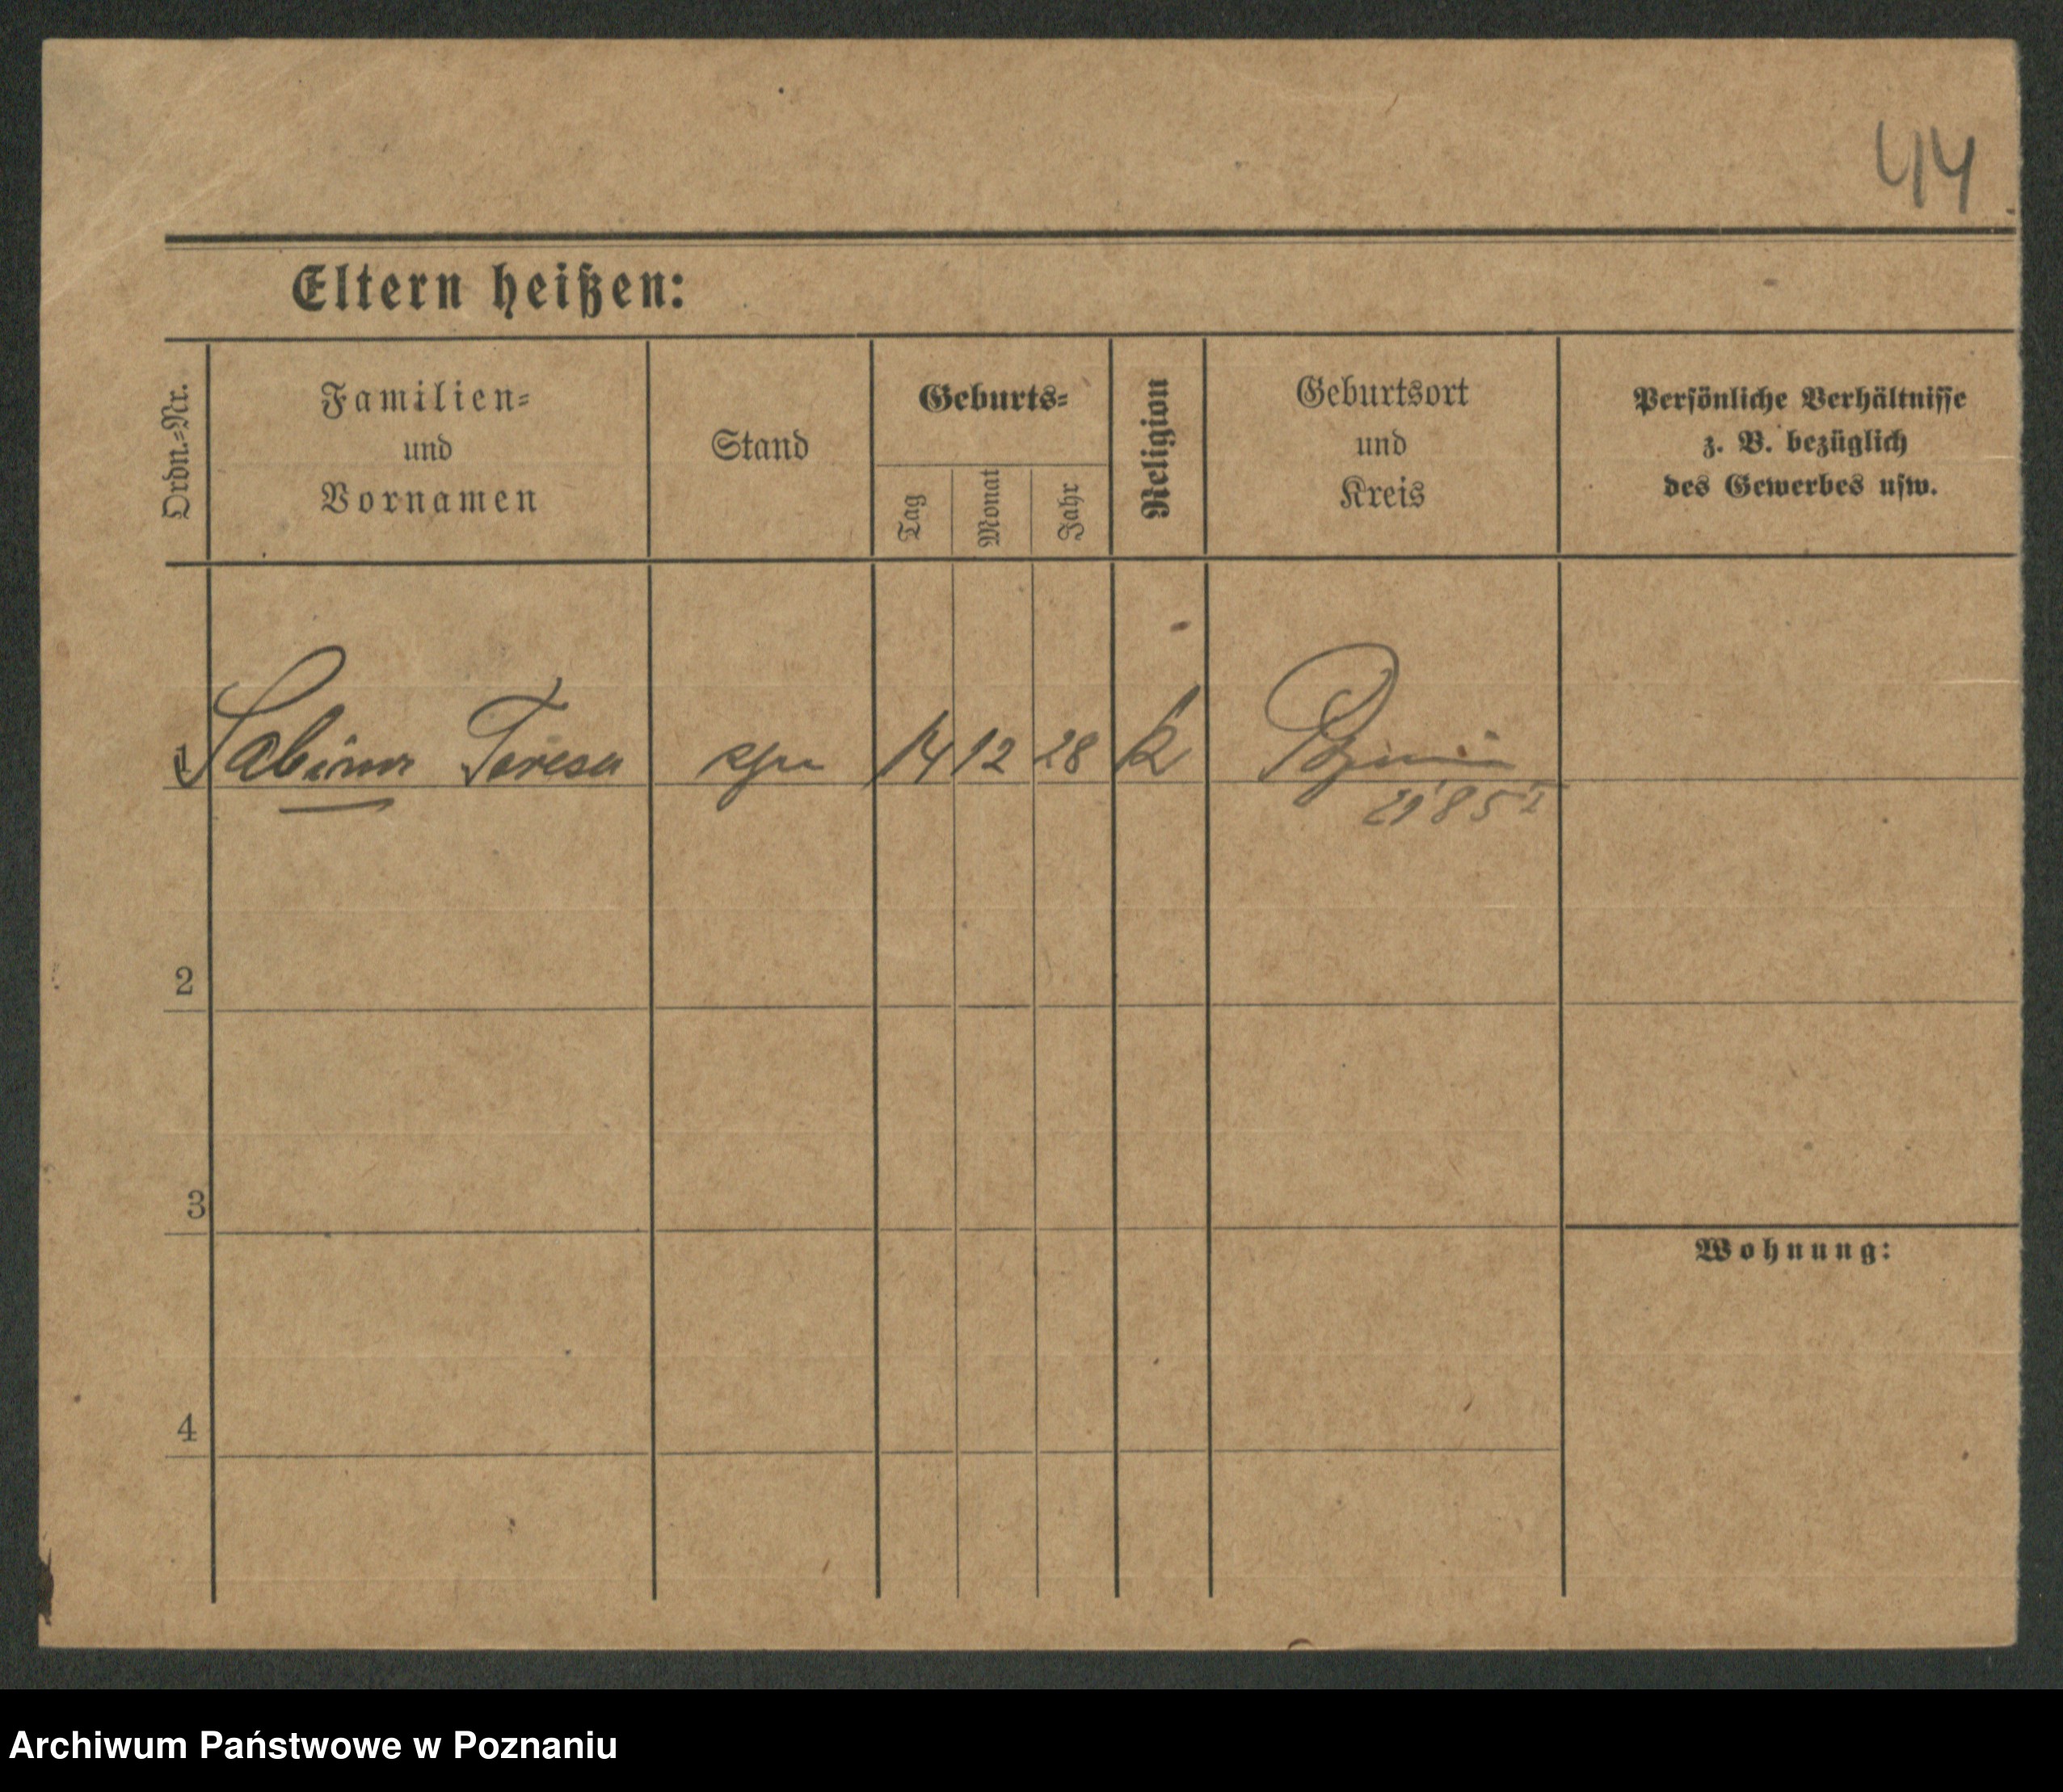 44
Eltern heißen:
Ordn.=Nr.
Familien=
und
Vornamen
Stand
Geburts=
Tag
Monat
Jahr
Religion
Geburtsort
und
Kreis
Persönliche Verhältnisse
z. B. bezüglich
des Gewerbes usw.
1 Sabina Teresa 14 12 28 k
2
3
Wohnung:
4
Archiwum Państwowe w Poznaniu